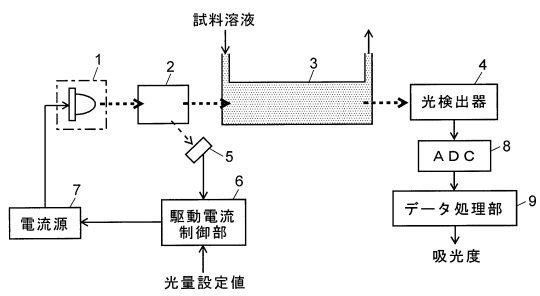 試料溶液
1
2
3
4
光検出器
5
8
ADC
6
7
駆動電流
制御部
電流源
9
データ処理部
光量設定値
吸光度